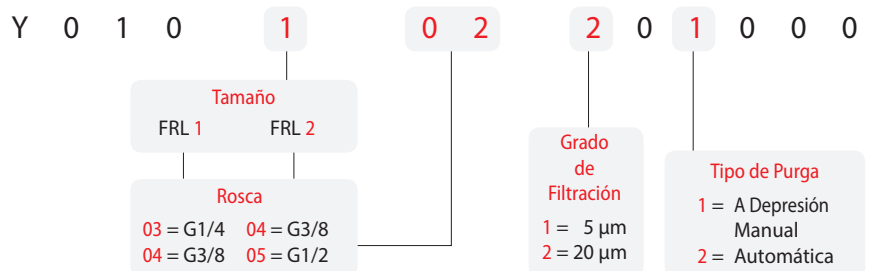 Y 0 1 0 1 0 2 2 0 1 0 0 0
Tamaño
FRL 1 FRL 2
Rosca
03 = G1/4 04 = G3/8
04 = G3/8 05 = G1/2
Grado
de
Filtración
1 = 5 µm
2 = 20 µm
Tipo de Purga
1 = A Depresión
Manual
2 = Automática